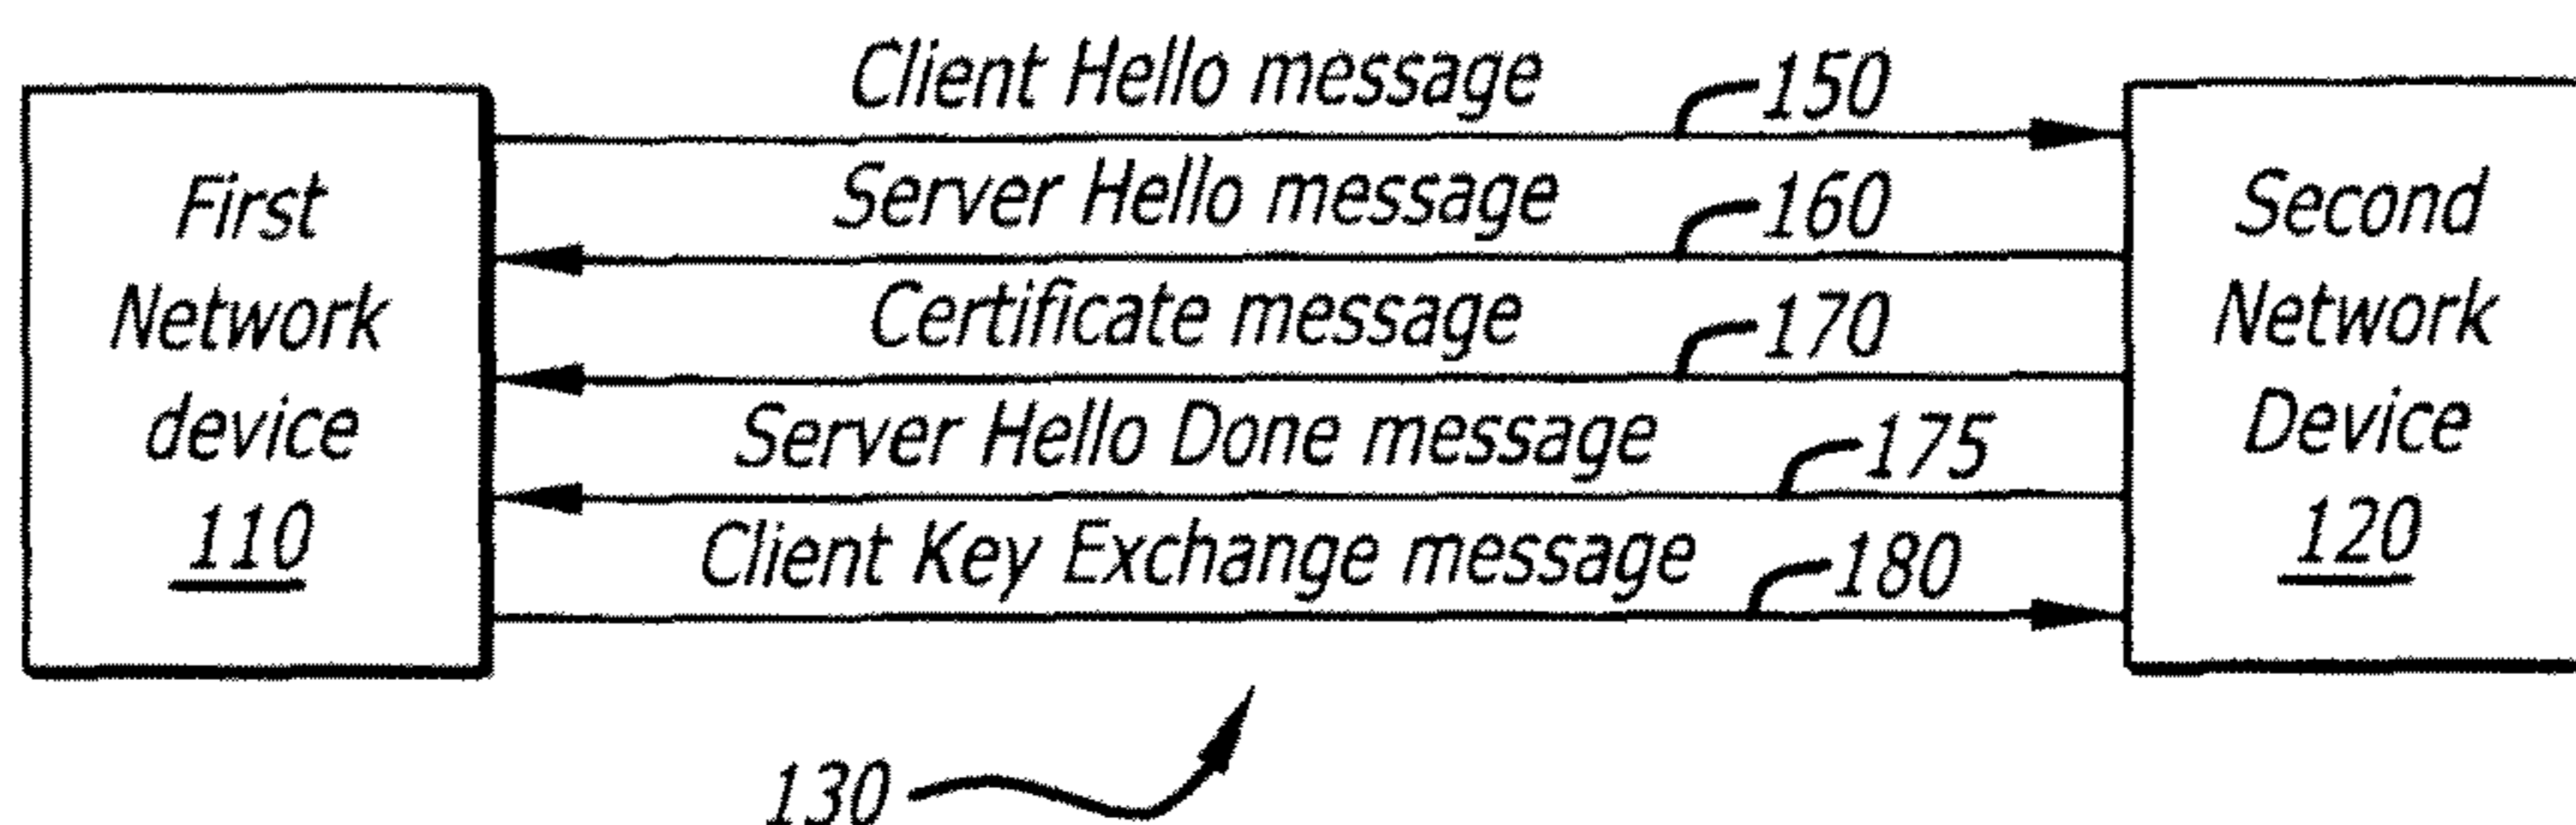 Client Hello message 150
Server Hello message 160
Certificate message 170
Server Hello Done message 175
Client Key Exchange message 180
First
Network
device
110
Second
Network
Device
120
130